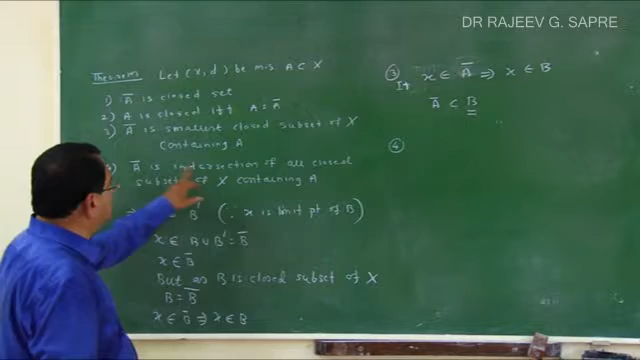 DR RAJEEV G. SAPRE
Theorem: Let (X, d) be m.s. A ⊂ X
1) A̅ is closed set
2) A is closed iff A = A̅
3) A̅ is smallest closed subset of X
containing A
) A̅ is intersection of all closed
subsets of X containing A
⇒ B' (∵ x is limit pt of B)
x ∈ B ∪ B' = B̅
x ∈ B̅
But as B is closed subset of X
B = B̅
x ∈ B̅ ⇒ x ∈ B
③ If x ∈ A̅ ⇒ x ∈ B
A̅ ⊂ B
④